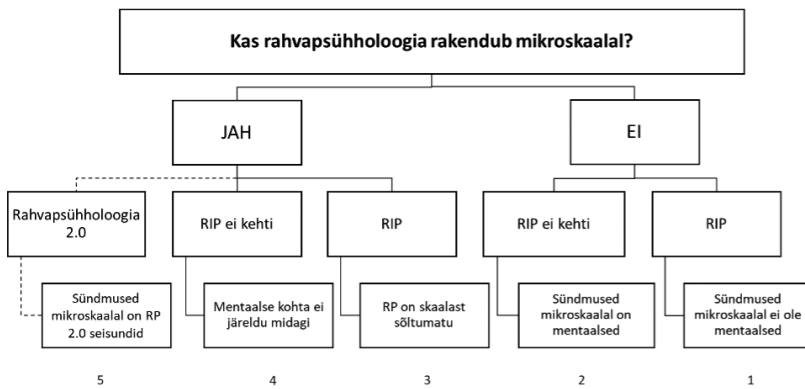 Kas rahvapsühholoogia rakendub mikroskaalal?
JAH
EI
Rahvapsühholoogia
2.0
RIP ei kehti
RIP
RIP ei kehti
RIP
Sündmused
mikroskaalal on RP
2.0 seisundid
Mentaalse kohta ei
järeldu midagi
RP on skaalast
sõltumatu
Sündmused
mikroskaalal on
mentaalsed
Sündmused
mikroskaalal ei ole
mentaalsed
5
4
3
2
1